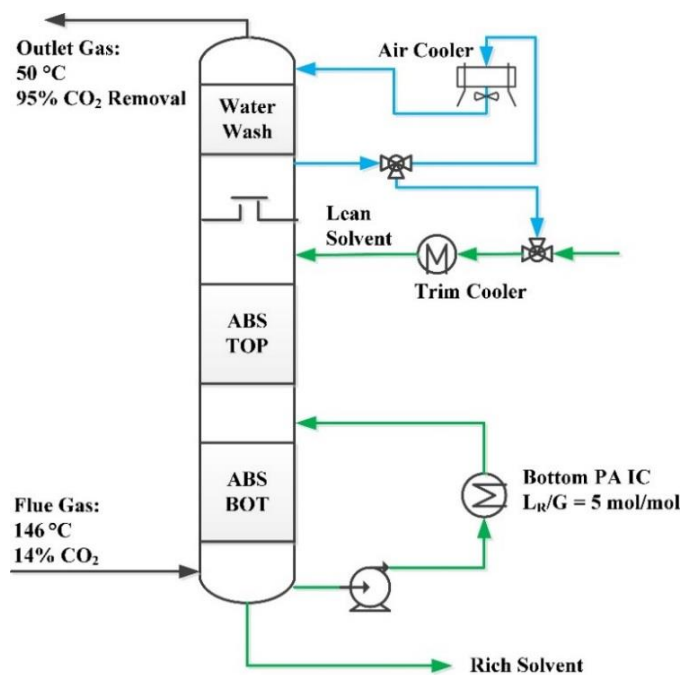 Outlet Gas:
50 °C
95% CO₂ Removal
Air Cooler
Water
Wash
Lean
Solvent
Trim Cooler
ABS
TOP
ABS
BOT
Bottom PA IC
L_R/G = 5 mol/mol
Flue Gas:
146 °C
14% CO₂
Rich Solvent